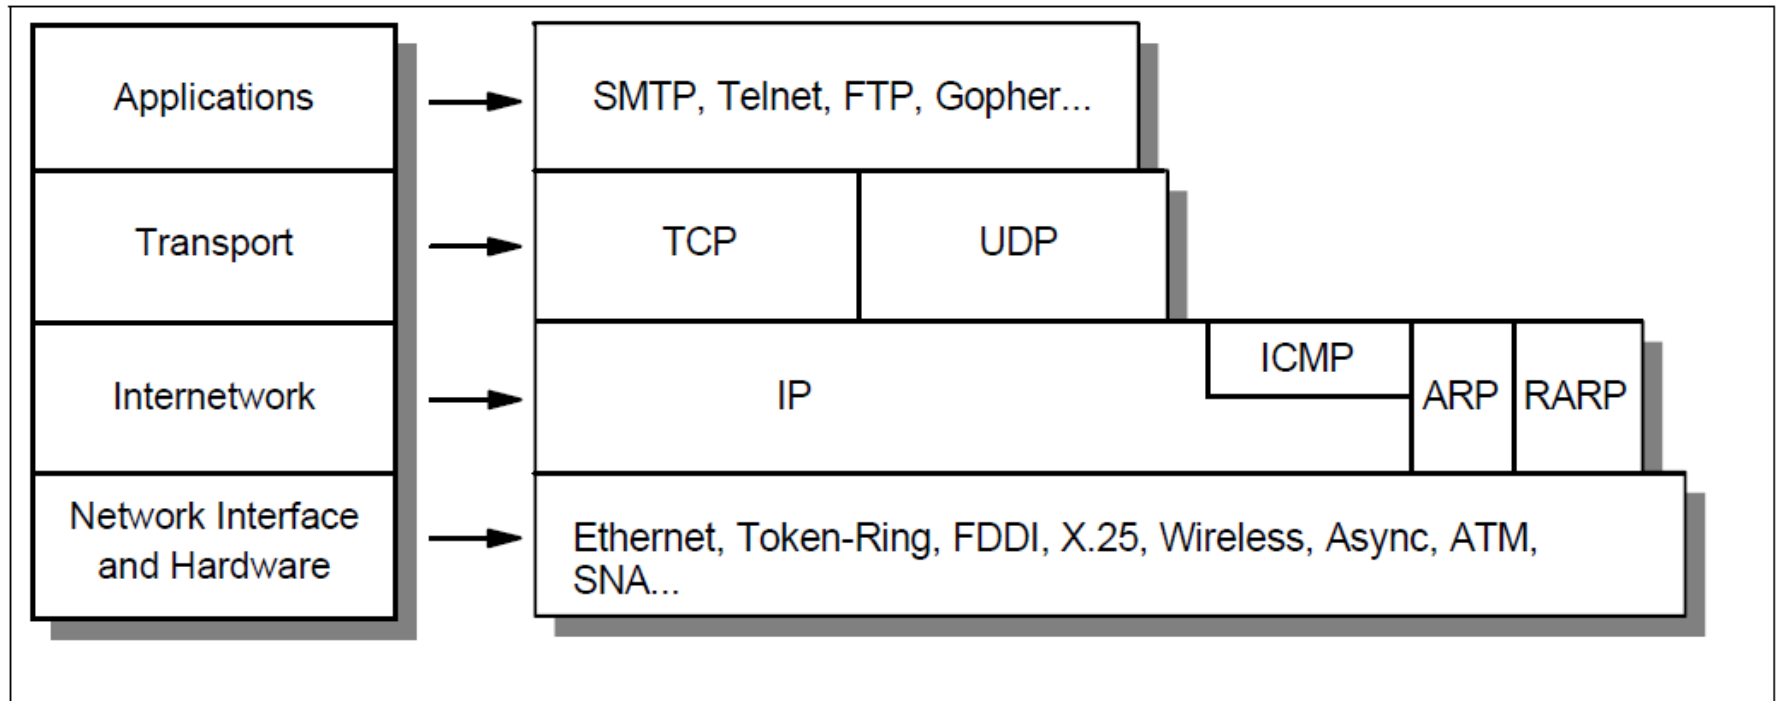 Applications
SMTP, Telnet, FTP, Gopher...
Transport
TCP
UDP
Internetwork
IP
ICMP
ARP
RARP
Network Interface
and Hardware
Ethernet, Token-Ring, FDDI, X.25, Wireless, Async, ATM,
SNA...